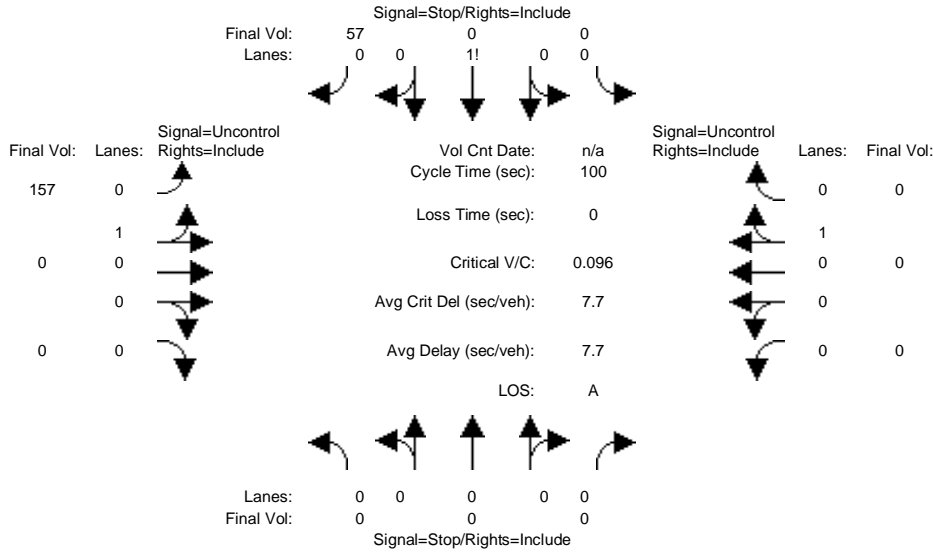 Signal=Stop/Rights=Include
Final Vol: 57 0 0
Lanes: 0 0 1! 0 0
Signal=Uncontrol Signal=Uncontrol
Final Vol: Lanes: Rights=Include Vol Cnt Date: n/a Rights=Include Lanes: Final Vol:
Cycle Time (sec): 100
157 0 0 0
Loss Time (sec): 0
1 1
0 0 Critical V/C: 0.096 0 0
0 Avg Crit Del (sec/veh): 7.7 0
0 0 Avg Delay (sec/veh): 7.7 0 0
LOS: A
Lanes: 0 0 0 0 0
Final Vol: 0 0 0
Signal=Stop/Rights=Include